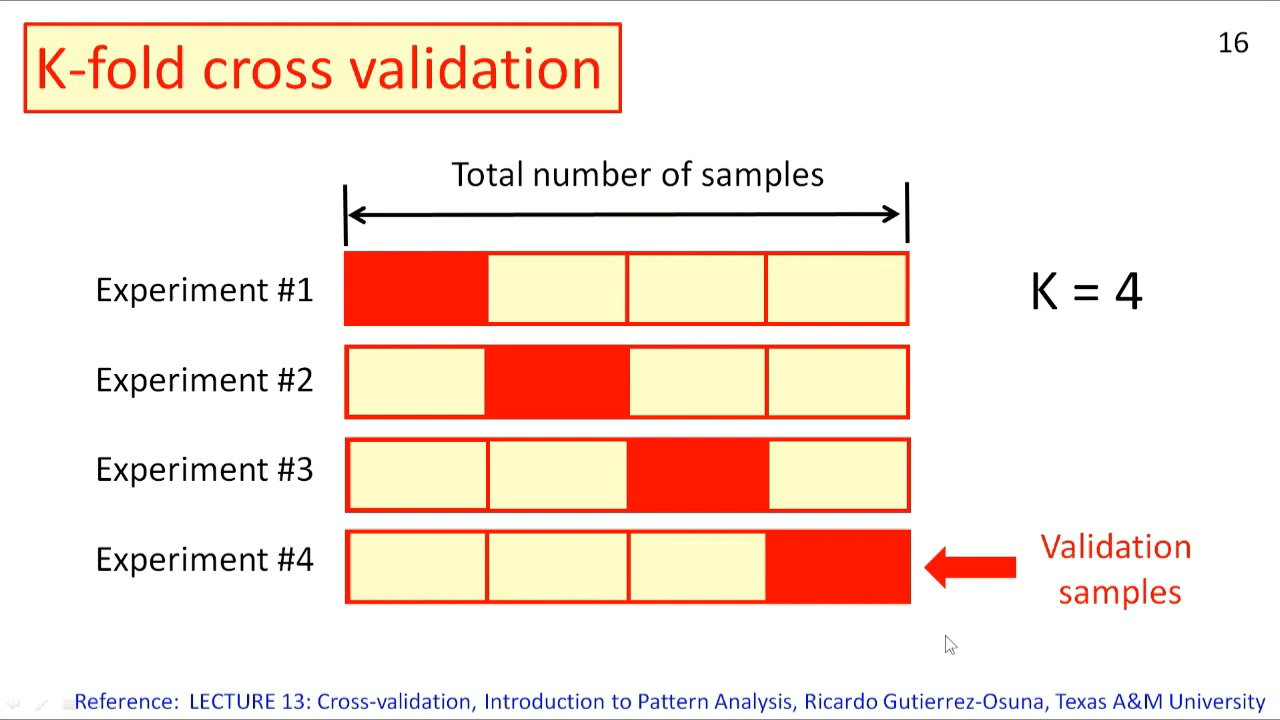 K-fold cross validation
16
Total number of samples
Experiment #1
K = 4
Experiment #2
Experiment #3
Experiment #4
Validation
samples
Reference: LECTURE 13: Cross-validation, Introduction to Pattern Analysis, Ricardo Gutierrez-Osuna, Texas A&M University